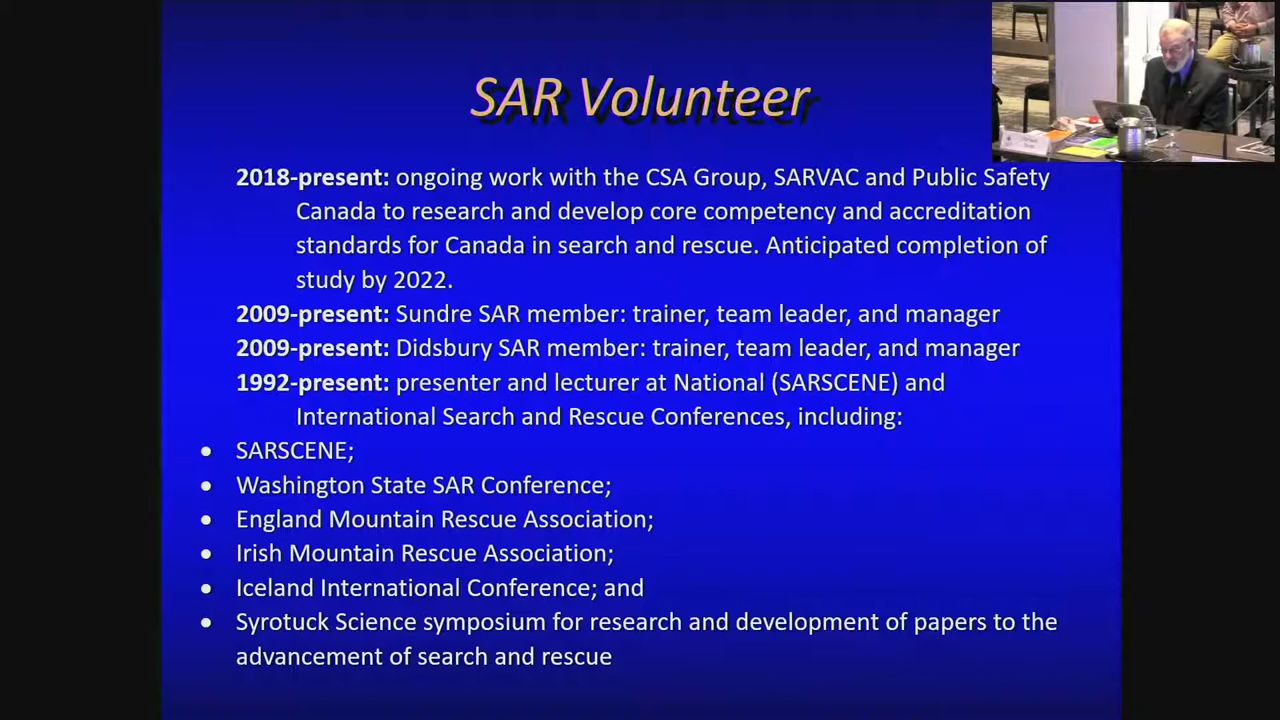 SAR Volunteer
2018-present: ongoing work with the CSA Group, SARVAC and Public Safety
Canada to research and develop core competency and accreditation
standards for Canada in search and rescue. Anticipated completion of
study by 2022.
2009-present: Sundre SAR member: trainer, team leader, and manager
2009-present: Didsbury SAR member: trainer, team leader, and manager
1992-present: presenter and lecturer at National (SARSCENE) and
International Search and Rescue Conferences, including:
• SARSCENE;
• Washington State SAR Conference;
• England Mountain Rescue Association;
• Irish Mountain Rescue Association;
• Iceland International Conference; and
• Syrotuck Science symposium for research and development of papers to the
advancement of search and rescue